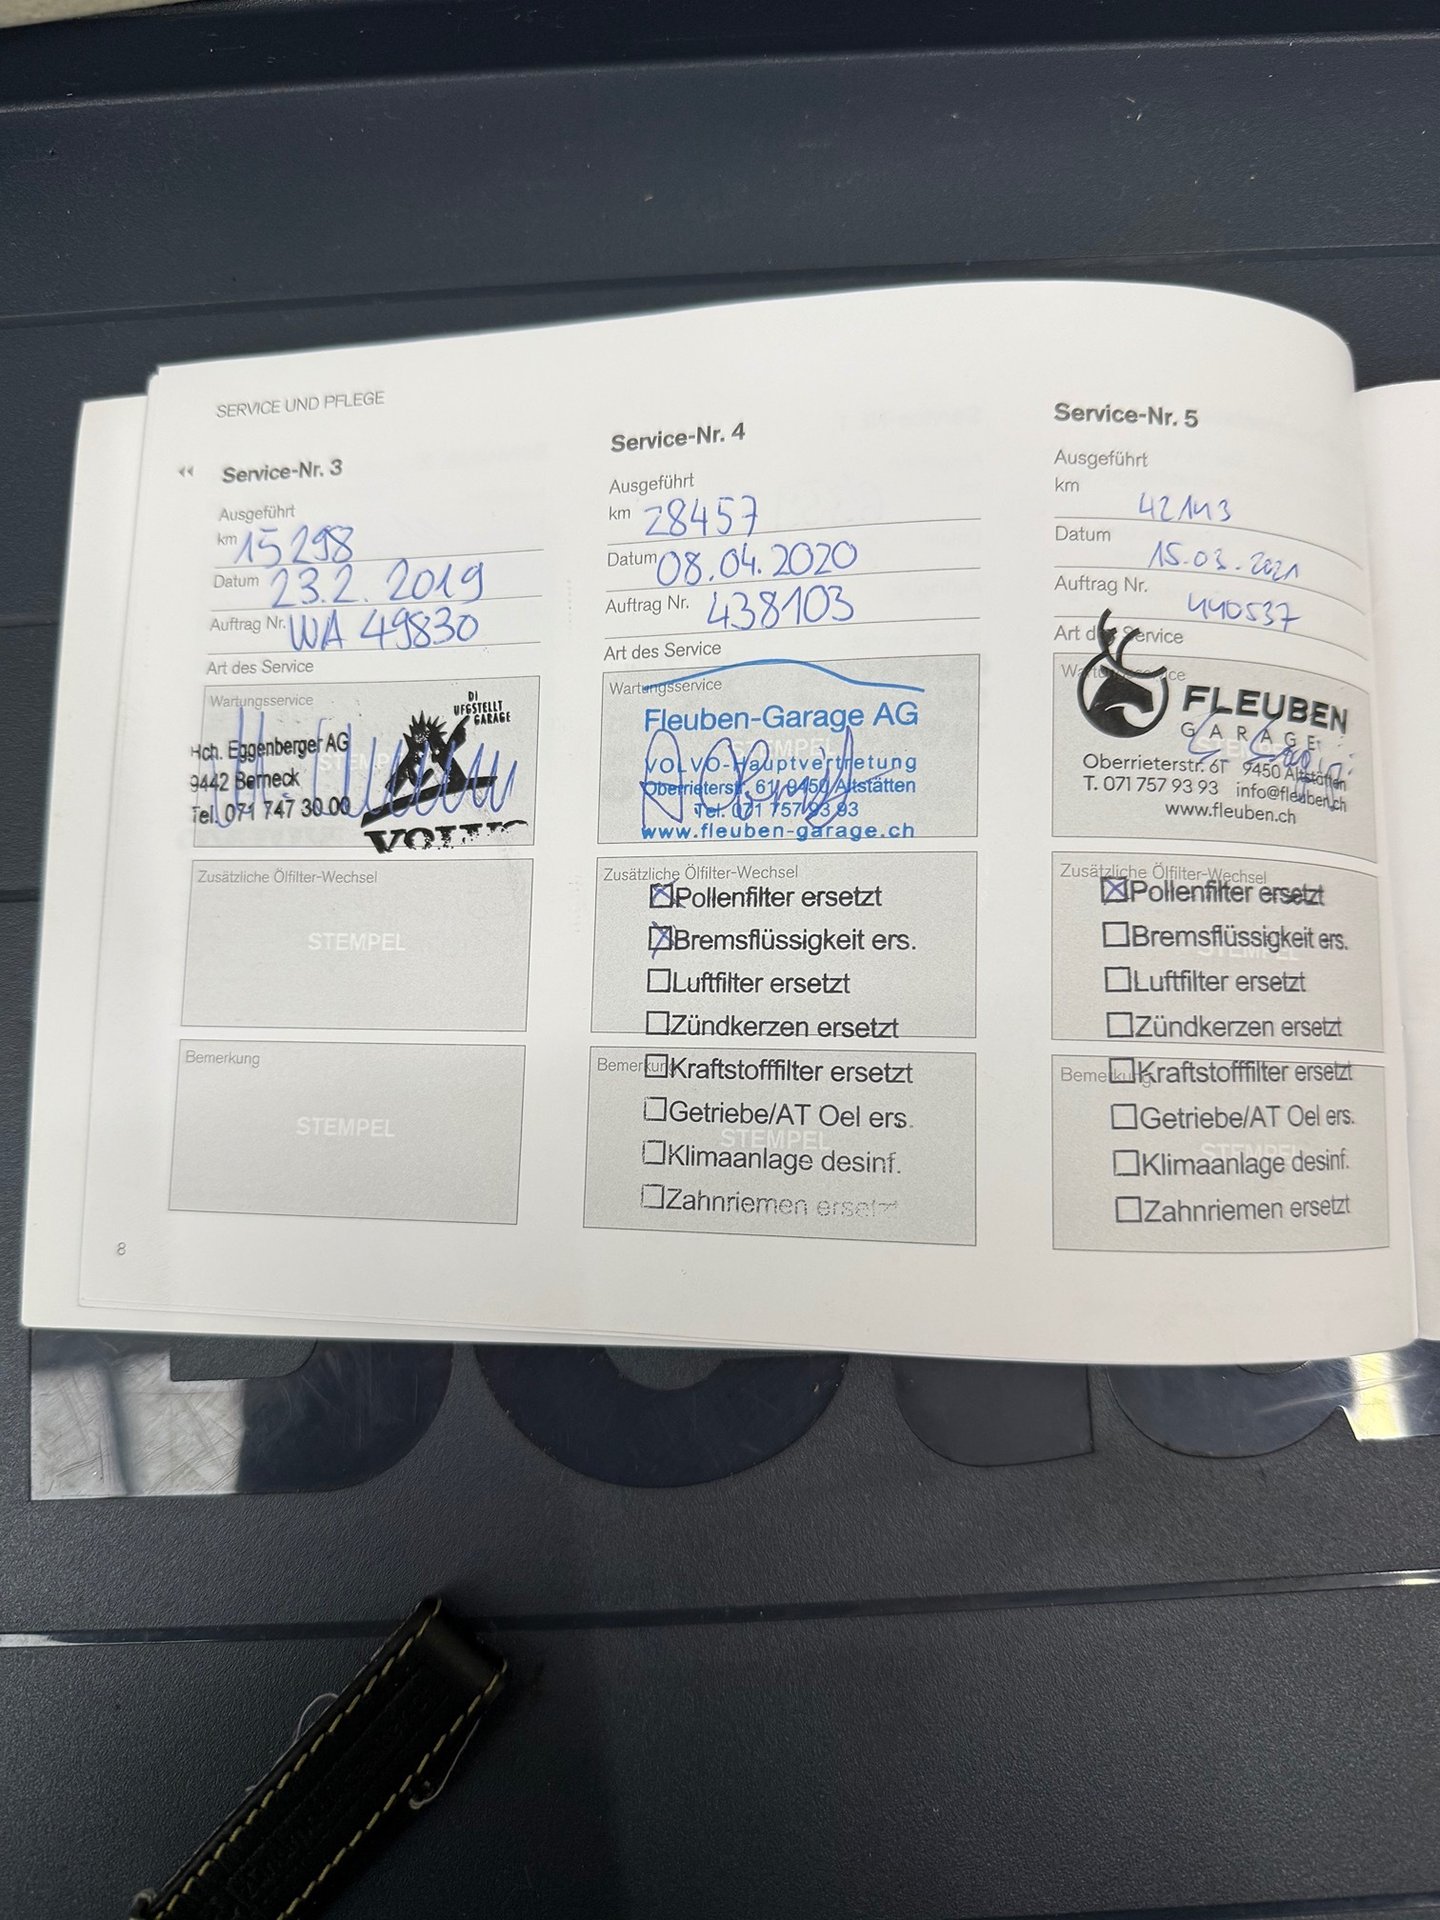 SERVICE UND PFLEGE
Service-Nr. 3
Ausgeführt
km 15298
Datum 23.2.2019
Auftrag Nr. WA 49830
Art des Service
Wartungsservice
Hch. Eggenberger AG
9442 Berneck
Tel. 071 747 30 00
DI
UFGSTELLT
GARAGE
VOLVO
Zusätzliche Ölfilter-Wechsel
STEMPEL
Bemerkung
STEMPEL
8
Service-Nr. 4
Ausgeführt
km 28457
Datum 08.04.2020
Auftrag Nr. 438103
Art des Service
Wartungsservice
Fleuben-Garage AG
STEMPEL
VOLVO-Hauptvertretung
Oberrieterstr. 61, 9450 Altstätten
Tel. 071 757 93 93
www.fleuben-garage.ch
Zusätzliche Ölfilter-Wechsel
Pollenfilter ersetzt
Bremsflüssigkeit ers.
Luftfilter ersetzt
Zündkerzen ersetzt
Bemerkung
Kraftstofffilter ersetzt
Getriebe/AT Oel ers.
STEMPEL
Klimaanlage desinf.
Zahnriemen ersetzt
Service-Nr. 5
Ausgeführt
km
42143
Datum
15.03.2021
Auftrag Nr.
440537
Art des Service
Wartungsservice
FLEUBEN
GARAGE
Oberrieterstr. 61 9450 Altstätten
T. 071 757 93 93 info@fleuben.ch
www.fleuben.ch
Zusätzliche Ölfilter-Wechsel
Pollenfilter ersetzt
Bremsflüssigkeit ers.
STEMPEL
Luftfilter ersetzt
Zündkerzen ersetzt
Bemerkung
Kraftstofffilter ersetzt
Getriebe/AT Oel ers.
STEMPEL
Klimaanlage desinf.
Zahnriemen ersetzt